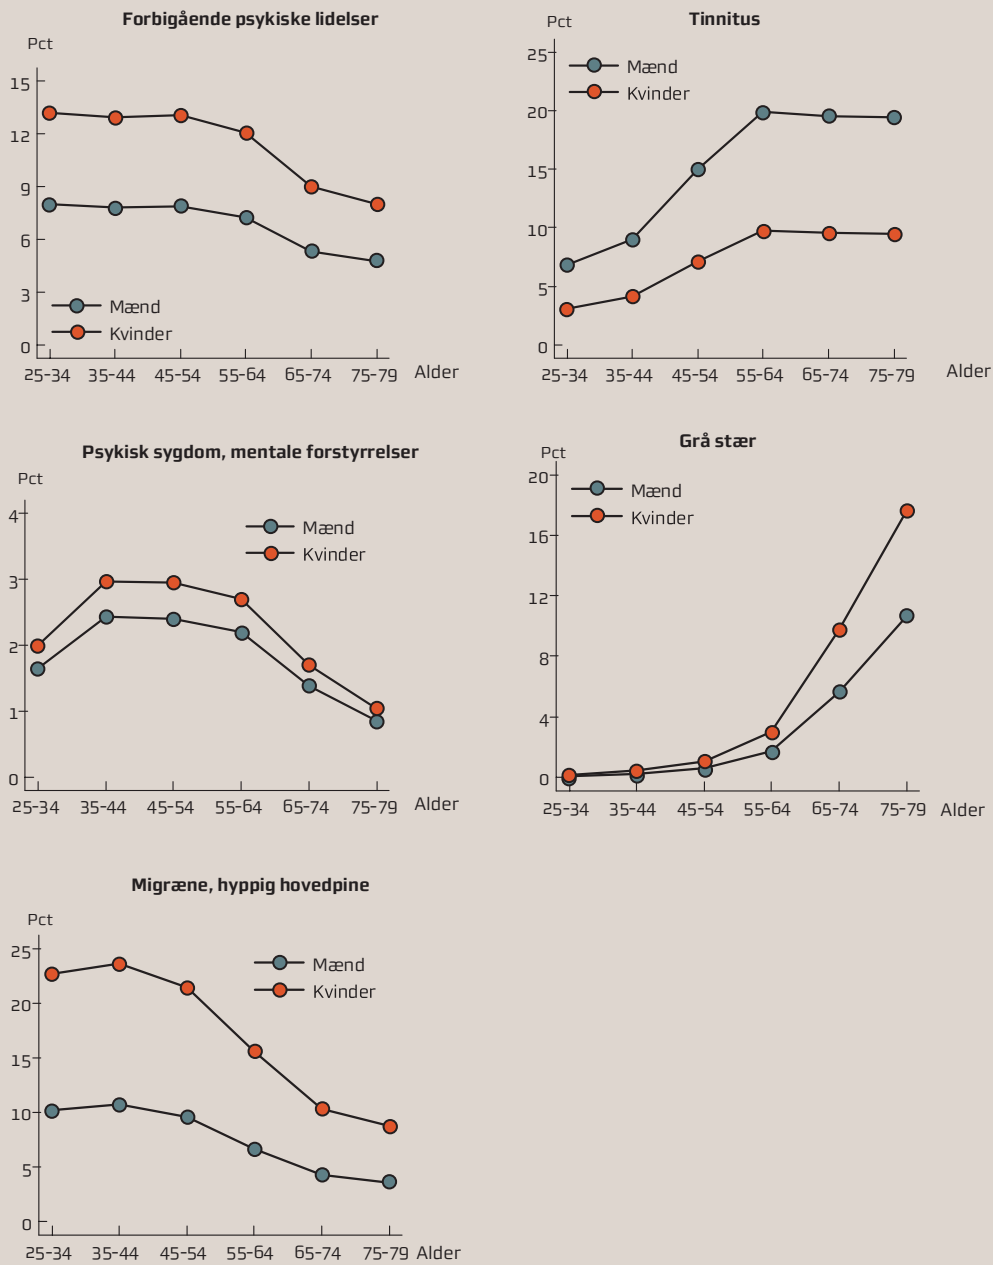 Forbigående psykiske lidelser
Pct
15
12
9
6
3
0
Mænd
Kvinder
25-34 35-44 45-54 55-64 65-74 75-79 Alder
Tinnitus
Pct
25
20
15
10
5
0
Mænd
Kvinder
25-34 35-44 45-54 55-64 65-74 75-79 Alder
Psykisk sygdom, mentale forstyrrelser
Pct
4
3
2
1
0
Mænd
Kvinder
25-34 35-44 45-54 55-64 65-74 75-79 Alder
Grå stær
Pct
20
16
12
8
4
0
Mænd
Kvinder
25-34 35-44 45-54 55-64 65-74 75-79 Alder
Migræne, hyppig hovedpine
Pct
25
20
15
10
5
0
Mænd
Kvinder
25-34 35-44 45-54 55-64 65-74 75-79 Alder